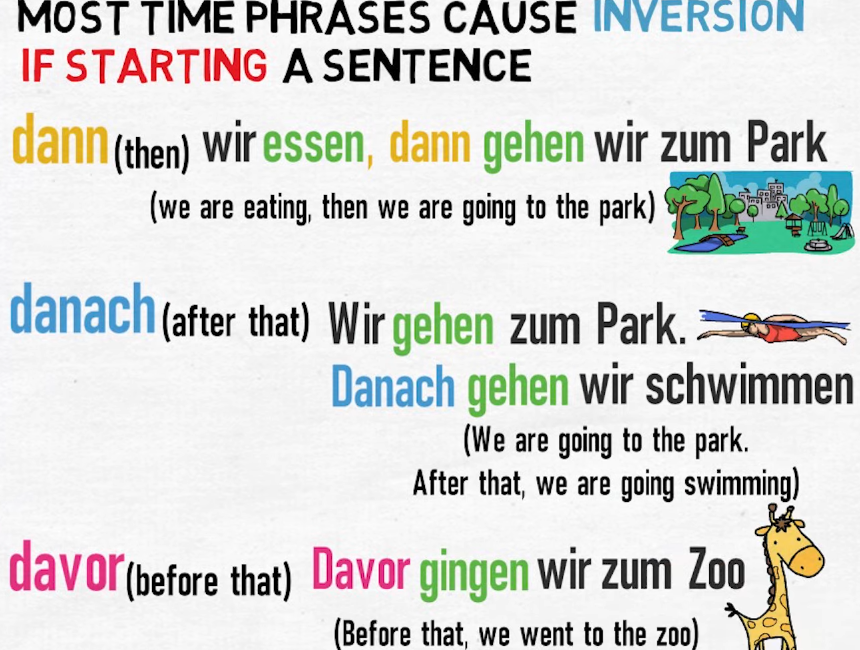 MOST TIME PHRASES CAUSE INVERSION
IF STARTING A SENTENCE
dann (then) wir essen, dann gehen wir zum Park
(we are eating, then we are going to the park)
danach (after that) Wir gehen zum Park.
Danach gehen wir schwimmen
(We are going to the park.
After that, we are going swimming)
davor (before that) Davor gingen wir zum Zoo
(Before that, we went to the zoo)